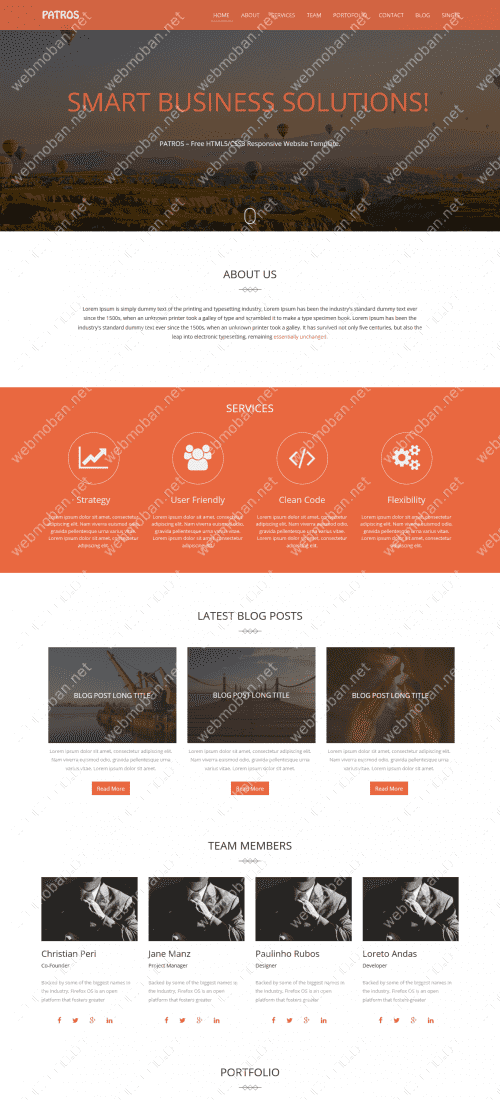 PATROS
HOME ABOUT SERVICES TEAM PORTOFOLIO CONTACT BLOG SINGLE
SMART BUSINESS SOLUTIONS!
PATROS – Free HTML5/CSS3 Responsive Website Template.
ABOUT US
Lorem Ipsum is simply dummy text of the printing and typesetting industry. Lorem Ipsum has been the industry's standard dummy text ever
since the 1500s, when an unknown printer took a galley of type and scrambled it to make a type specimen book. Lorem Ipsum has been the
industry's standard dummy text ever since the 1500s, when an unknown printer took a galley. It has survived not only five centuries, but also the
leap into electronic typesetting, remaining essentially unchanged.
SERVICES
Strategy
Lorem ipsum dolor sit amet, consectetur
adipiscing elit. Nam viverra euismod odio,
gravida pellentesque urna varius vitae.
Lorem ipsum dolor sit amet, consectetur
adipiscing elit.
User Friendly
Lorem ipsum dolor sit amet, consectetur
adipiscing elit. Nam viverra euismod odio,
gravida pellentesque urna varius vitae.
Lorem ipsum dolor sit amet, consectetur
adipiscing elit.
Clean Code
Lorem ipsum dolor sit amet, consectetur
adipiscing elit. Nam viverra euismod odio,
gravida pellentesque urna varius vitae.
Lorem ipsum dolor sit amet, consectetur
adipiscing elit.
Flexibility
Lorem ipsum dolor sit amet, consectetur
adipiscing elit. Nam viverra euismod odio,
gravida pellentesque urna varius vitae.
Lorem ipsum dolor sit amet, consectetur
adipiscing elit.
LATEST BLOG POSTS
BLOG POST LONG TITLE
Lorem ipsum dolor sit amet, consectetur adipiscing elit.
Nam viverra euismod odio, gravida pellentesque urna
varius vitae. Lorem ipsum dolor sit amet.
Read More
BLOG POST LONG TITLE
Lorem ipsum dolor sit amet, consectetur adipiscing elit.
Nam viverra euismod odio, gravida pellentesque urna
varius vitae. Lorem ipsum dolor sit amet.
Read More
BLOG POST LONG TITLE
Lorem ipsum dolor sit amet, consectetur adipiscing elit.
Nam viverra euismod odio, gravida pellentesque urna
varius vitae. Lorem ipsum dolor sit amet.
Read More
TEAM MEMBERS
Christian Peri
Co-Founder
Backed by some of the biggest names in
the industry, Firefox OS is an open
platform that fosters greater
Jane Manz
Project Manager
Backed by some of the biggest names in
the industry, Firefox OS is an open
platform that fosters greater
Paulinho Rubos
Designer
Backed by some of the biggest names in
the industry, Firefox OS is an open
platform that fosters greater
Loreto Andas
Developer
Backed by some of the biggest names in
the industry, Firefox OS is an open
platform that fosters greater
PORTFOLIO
webmoban.net